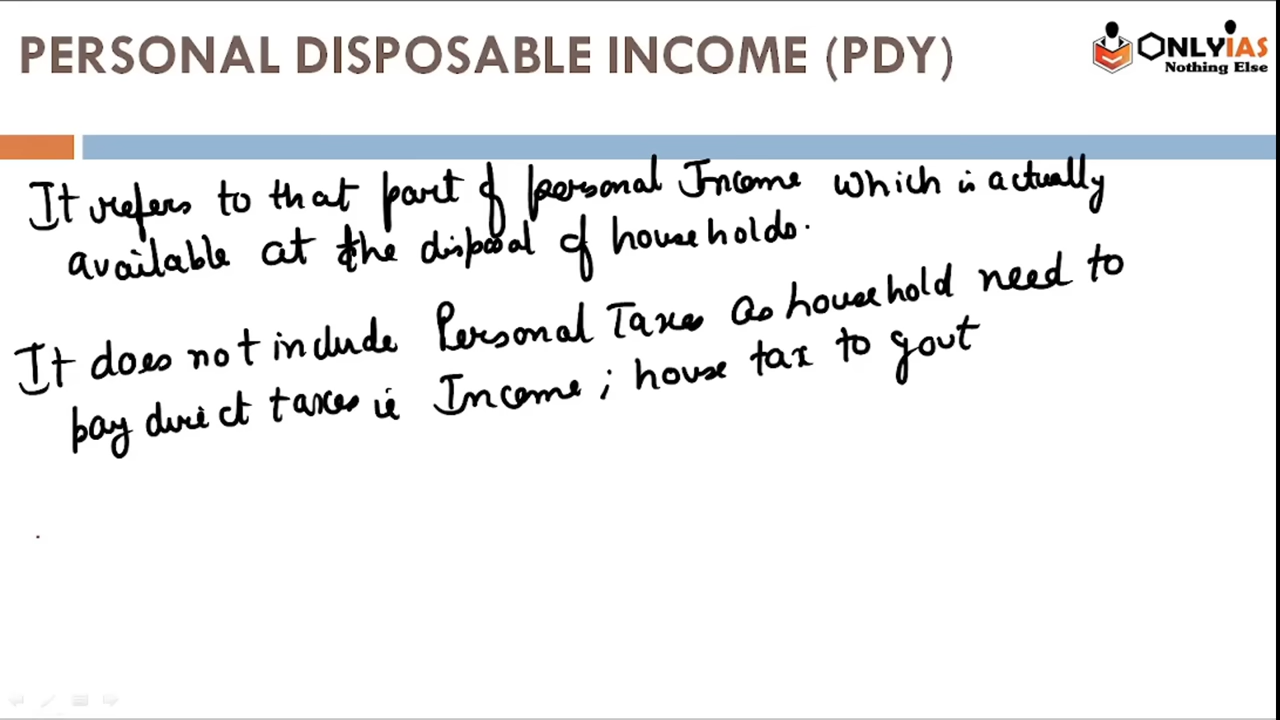 PERSONAL DISPOSABLE INCOME (PDY)
ONLYIAS
Nothing Else
It refers to that part of personal Income which is actually
available at the disposal of households.
It does not include Personal Taxes as household need to
pay direct taxes ie Income; house tax to govt